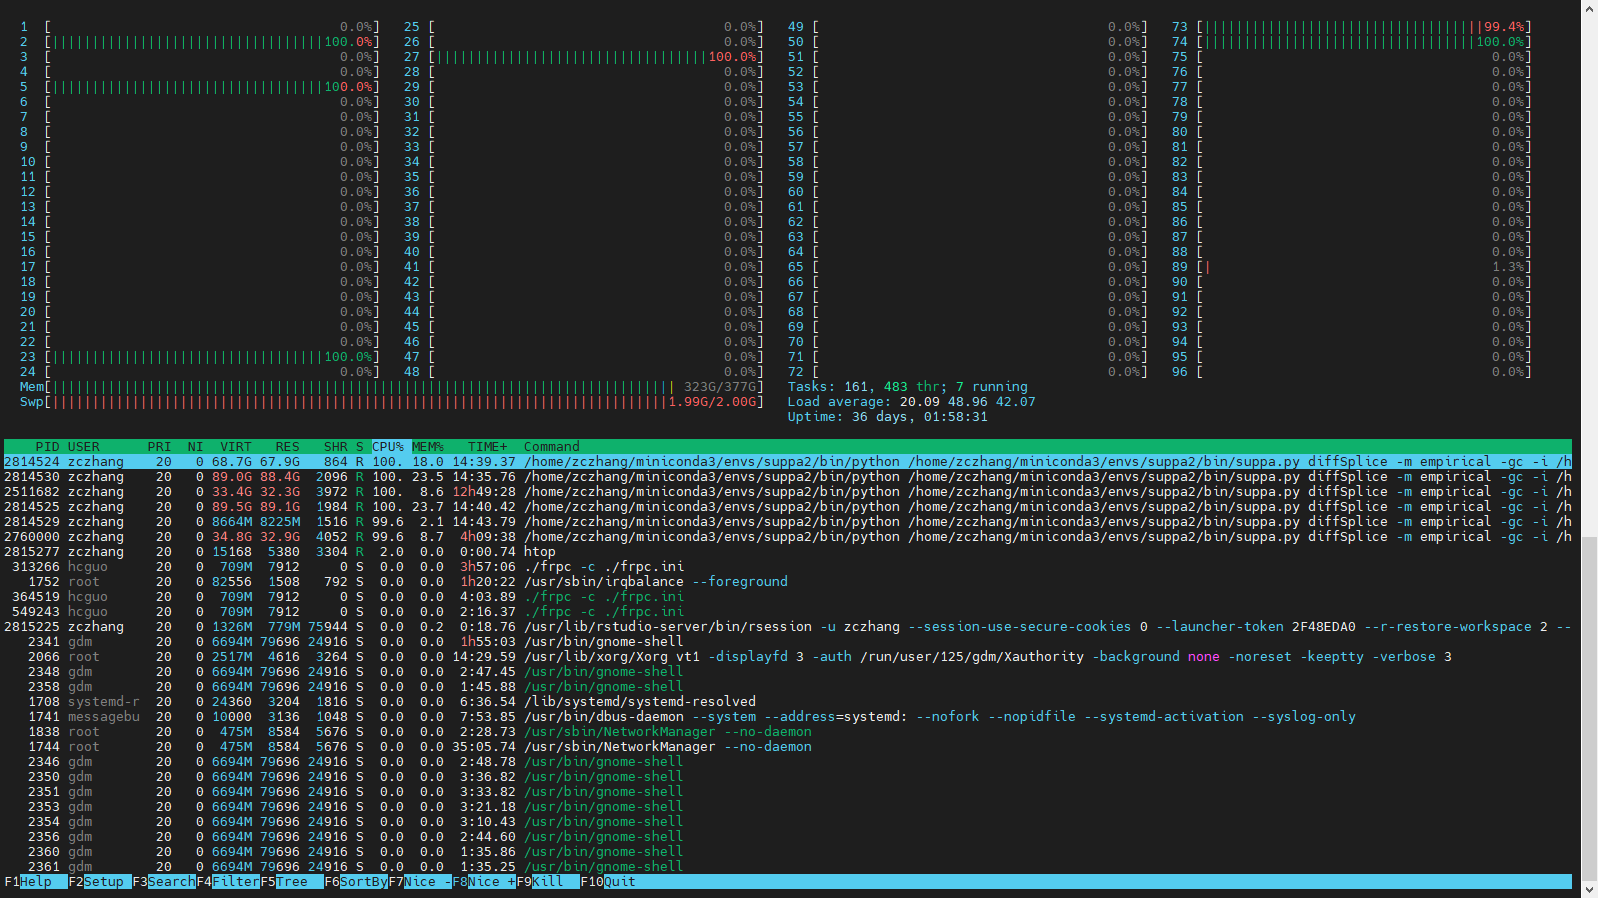 1 [ 0.0%] 25 [ 0.0%] 49 [ 0.0%] 73 [||||||||||||||||||||||||||||||||||99.4%]
2 [||||||||||||||||||||||||||||||||||100.0%] 26 [ 0.0%] 50 [ 0.0%] 74 [||||||||||||||||||||||||||||||||||100.0%]
3 [ 0.0%] 27 [||||||||||||||||||||||||||||||||||100.0%] 51 [ 0.0%] 75 [ 0.0%]
4 [ 0.0%] 28 [ 0.0%] 52 [ 0.0%] 76 [ 0.0%]
5 [||||||||||||||||||||||||||||||||||100.0%] 29 [ 0.0%] 53 [ 0.0%] 77 [ 0.0%]
6 [ 0.0%] 30 [ 0.0%] 54 [ 0.0%] 78 [ 0.0%]
7 [ 0.0%] 31 [ 0.0%] 55 [ 0.0%] 79 [ 0.0%]
8 [ 0.0%] 32 [ 0.0%] 56 [ 0.0%] 80 [ 0.0%]
9 [ 0.0%] 33 [ 0.0%] 57 [ 0.0%] 81 [ 0.0%]
10 [ 0.0%] 34 [ 0.0%] 58 [ 0.0%] 82 [ 0.0%]
11 [ 0.0%] 35 [ 0.0%] 59 [ 0.0%] 83 [ 0.0%]
12 [ 0.0%] 36 [ 0.0%] 60 [ 0.0%] 84 [ 0.0%]
13 [ 0.0%] 37 [ 0.0%] 61 [ 0.0%] 85 [ 0.0%]
14 [ 0.0%] 38 [ 0.0%] 62 [ 0.0%] 86 [ 0.0%]
15 [ 0.0%] 39 [ 0.0%] 63 [ 0.0%] 87 [ 0.0%]
16 [ 0.0%] 40 [ 0.0%] 64 [ 0.0%] 88 [ 0.0%]
17 [ 0.0%] 41 [ 0.0%] 65 [ 0.0%] 89 [| 1.3%]
18 [ 0.0%] 42 [ 0.0%] 66 [ 0.0%] 90 [ 0.0%]
19 [ 0.0%] 43 [ 0.0%] 67 [ 0.0%] 91 [ 0.0%]
20 [ 0.0%] 44 [ 0.0%] 68 [ 0.0%] 92 [ 0.0%]
21 [ 0.0%] 45 [ 0.0%] 69 [ 0.0%] 93 [ 0.0%]
22 [ 0.0%] 46 [ 0.0%] 70 [ 0.0%] 94 [ 0.0%]
23 [||||||||||||||||||||||||||||||||||100.0%] 47 [ 0.0%] 71 [ 0.0%] 95 [ 0.0%]
24 [ 0.0%] 48 [ 0.0%] 72 [ 0.0%] 96 [ 0.0%]
Mem[|||||||||||||||||||||||||||||||||||||||||||||||||||||||||||||||||||||||||||||| 323G/377G] Tasks: 161, 483 thr; 7 running
Swp[|||||||||||||||||||||||||||||||||||||||||||||||||||||||||||||||||||||||||||||1.99G/2.00G] Load average: 20.09 48.96 42.07
Uptime: 36 days, 01:58:31
PID USER PRI NI VIRT RES SHR S CPU% MEM% TIME+ Command
2814524 zczhang 20 0 68.7G 67.9G 864 R 100. 18.0 14:39.37 /home/zczhang/miniconda3/envs/suppa2/bin/python /home/zczhang/miniconda3/envs/suppa2/bin/suppa.py diffSplice -m empirical -gc -i /h
2814530 zczhang 20 0 89.0G 88.4G 2096 R 100. 23.5 14:35.76 /home/zczhang/miniconda3/envs/suppa2/bin/python /home/zczhang/miniconda3/envs/suppa2/bin/suppa.py diffSplice -m empirical -gc -i /h
2511682 zczhang 20 0 33.4G 32.3G 3972 R 100. 8.6 12h49:28 /home/zczhang/miniconda3/envs/suppa2/bin/python /home/zczhang/miniconda3/envs/suppa2/bin/suppa.py diffSplice -m empirical -gc -i /h
2814525 zczhang 20 0 89.5G 89.1G 1984 R 100. 23.7 14:40.42 /home/zczhang/miniconda3/envs/suppa2/bin/python /home/zczhang/miniconda3/envs/suppa2/bin/suppa.py diffSplice -m empirical -gc -i /h
2814529 zczhang 20 0 8664M 8225M 1516 R 99.6 2.1 14:43.79 /home/zczhang/miniconda3/envs/suppa2/bin/python /home/zczhang/miniconda3/envs/suppa2/bin/suppa.py diffSplice -m empirical -gc -i /h
2760000 zczhang 20 0 34.8G 32.9G 4052 R 99.6 8.7 4h09:38 /home/zczhang/miniconda3/envs/suppa2/bin/python /home/zczhang/miniconda3/envs/suppa2/bin/suppa.py diffSplice -m empirical -gc -i /h
2815277 zczhang 20 0 15168 5380 3304 R 2.0 0.0 0:00.74 htop
313266 hcguo 20 0 709M 7912 0 S 0.0 0.0 3h57:06 ./frpc -c ./frpc.ini
1752 root 20 0 82556 1508 792 S 0.0 0.0 1h20:22 /usr/sbin/irqbalance --foreground
364519 hcguo 20 0 709M 7912 0 S 0.0 0.0 4:03.89 ./frpc -c ./frpc.ini
549243 hcguo 20 0 709M 7912 0 S 0.0 0.0 2:16.37 ./frpc -c ./frpc.ini
2815225 zczhang 20 0 1326M 779M 75944 S 0.0 0.2 0:18.76 /usr/lib/rstudio-server/bin/rsession -u zczhang --session-use-secure-cookies 0 --launcher-token 2F48EDA0 --r-restore-workspace 2 --
2341 gdm 20 0 6694M 79696 24916 S 0.0 0.0 1h55:03 /usr/bin/gnome-shell
2066 root 20 0 2517M 4616 3264 S 0.0 0.0 14:29.59 /usr/lib/xorg/Xorg vt1 -displayfd 3 -auth /run/user/125/gdm/Xauthority -background none -noreset -keeptty -verbose 3
2348 gdm 20 0 6694M 79696 24916 S 0.0 0.0 2:47.45 /usr/bin/gnome-shell
2358 gdm 20 0 6694M 79696 24916 S 0.0 0.0 1:45.88 /usr/bin/gnome-shell
1708 systemd-r 20 0 24360 3204 1816 S 0.0 0.0 6:36.54 /lib/systemd/systemd-resolved
1741 messagebu 20 0 10000 3136 1048 S 0.0 0.0 7:53.85 /usr/bin/dbus-daemon --system --address=systemd: --nofork --nopidfile --systemd-activation --syslog-only
1838 root 20 0 475M 8584 5676 S 0.0 0.0 2:28.73 /usr/sbin/NetworkManager --no-daemon
1744 root 20 0 475M 8584 5676 S 0.0 0.0 35:05.74 /usr/sbin/NetworkManager --no-daemon
2346 gdm 20 0 6694M 79696 24916 S 0.0 0.0 2:48.78 /usr/bin/gnome-shell
2350 gdm 20 0 6694M 79696 24916 S 0.0 0.0 3:36.82 /usr/bin/gnome-shell
2351 gdm 20 0 6694M 79696 24916 S 0.0 0.0 3:33.82 /usr/bin/gnome-shell
2353 gdm 20 0 6694M 79696 24916 S 0.0 0.0 3:21.18 /usr/bin/gnome-shell
2354 gdm 20 0 6694M 79696 24916 S 0.0 0.0 3:10.43 /usr/bin/gnome-shell
2356 gdm 20 0 6694M 79696 24916 S 0.0 0.0 2:44.60 /usr/bin/gnome-shell
2360 gdm 20 0 6694M 79696 24916 S 0.0 0.0 1:35.86 /usr/bin/gnome-shell
2361 gdm 20 0 6694M 79696 24916 S 0.0 0.0 1:35.25 /usr/bin/gnome-shell
F1Help F2Setup F3SearchF4FilterF5Tree F6SortByF7Nice -F8Nice +F9Kill F10Quit